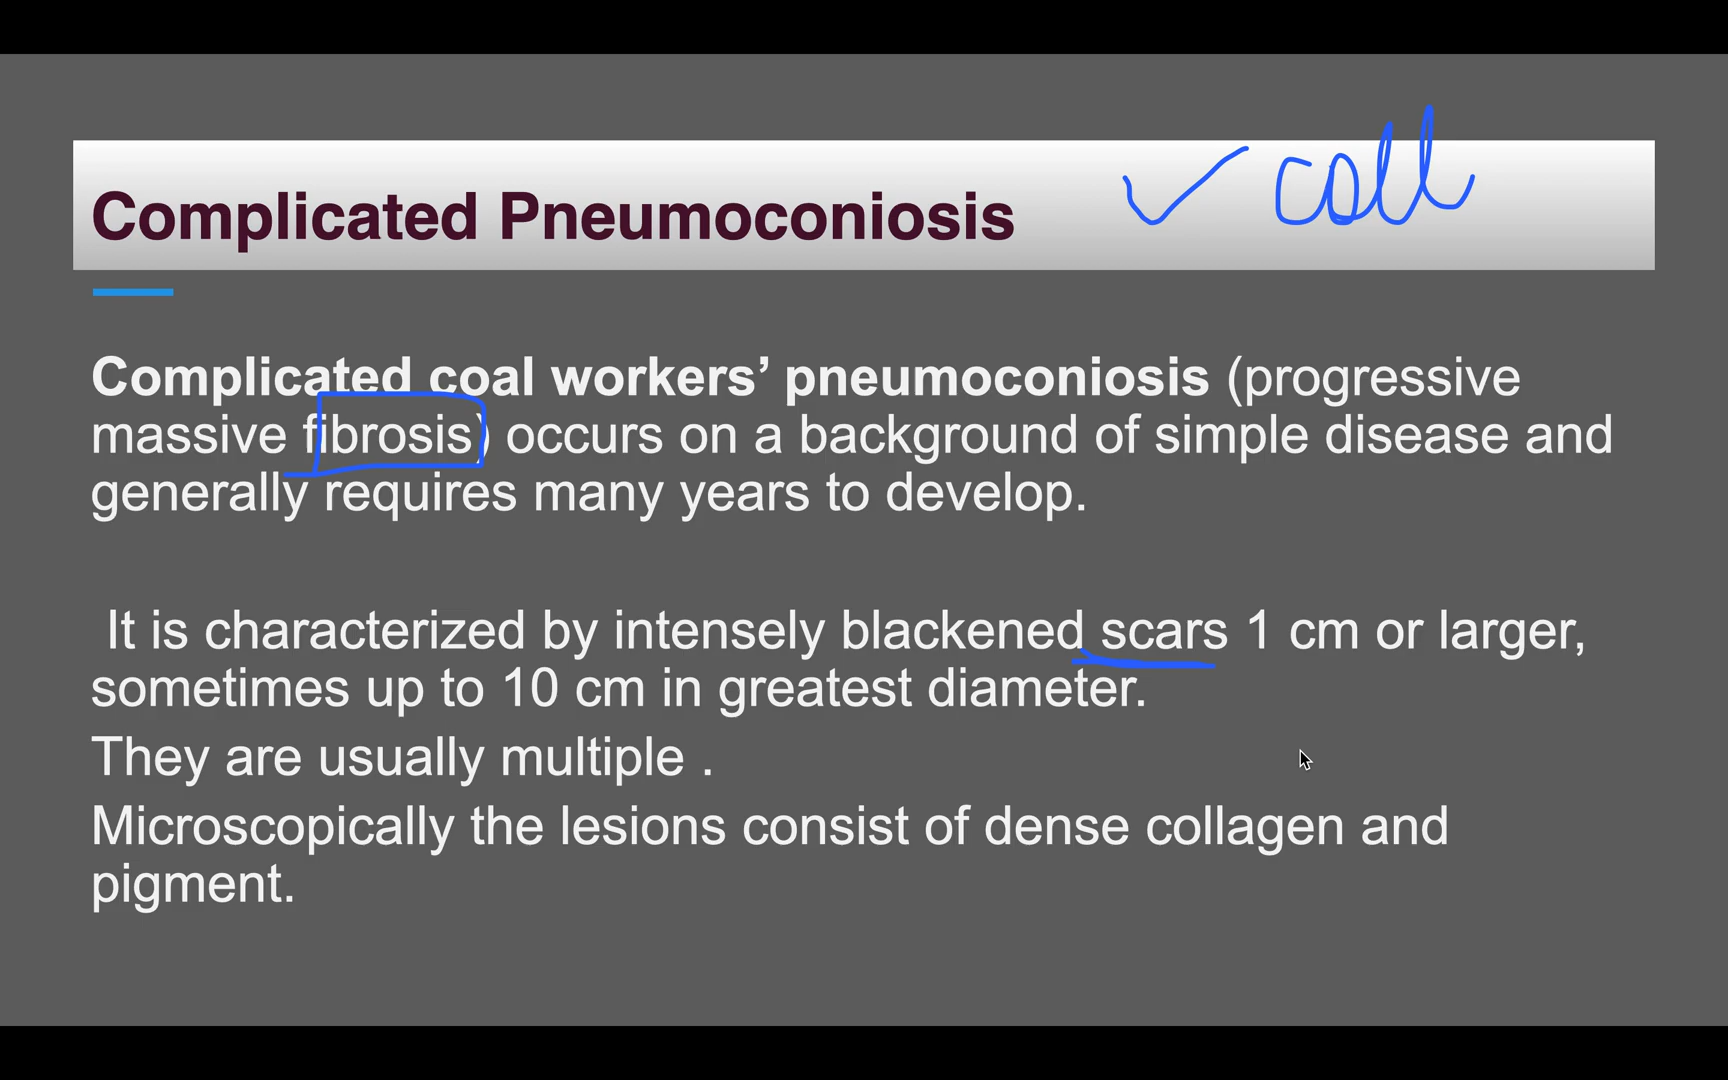 Complicated Pneumoconiosis ✓ coll
Complicated coal workers’ pneumoconiosis (progressive
massive fibrosis) occurs on a background of simple disease and
generally requires many years to develop.
It is characterized by intensely blackened scars 1 cm or larger,
sometimes up to 10 cm in greatest diameter.
They are usually multiple .
Microscopically the lesions consist of dense collagen and
pigment.